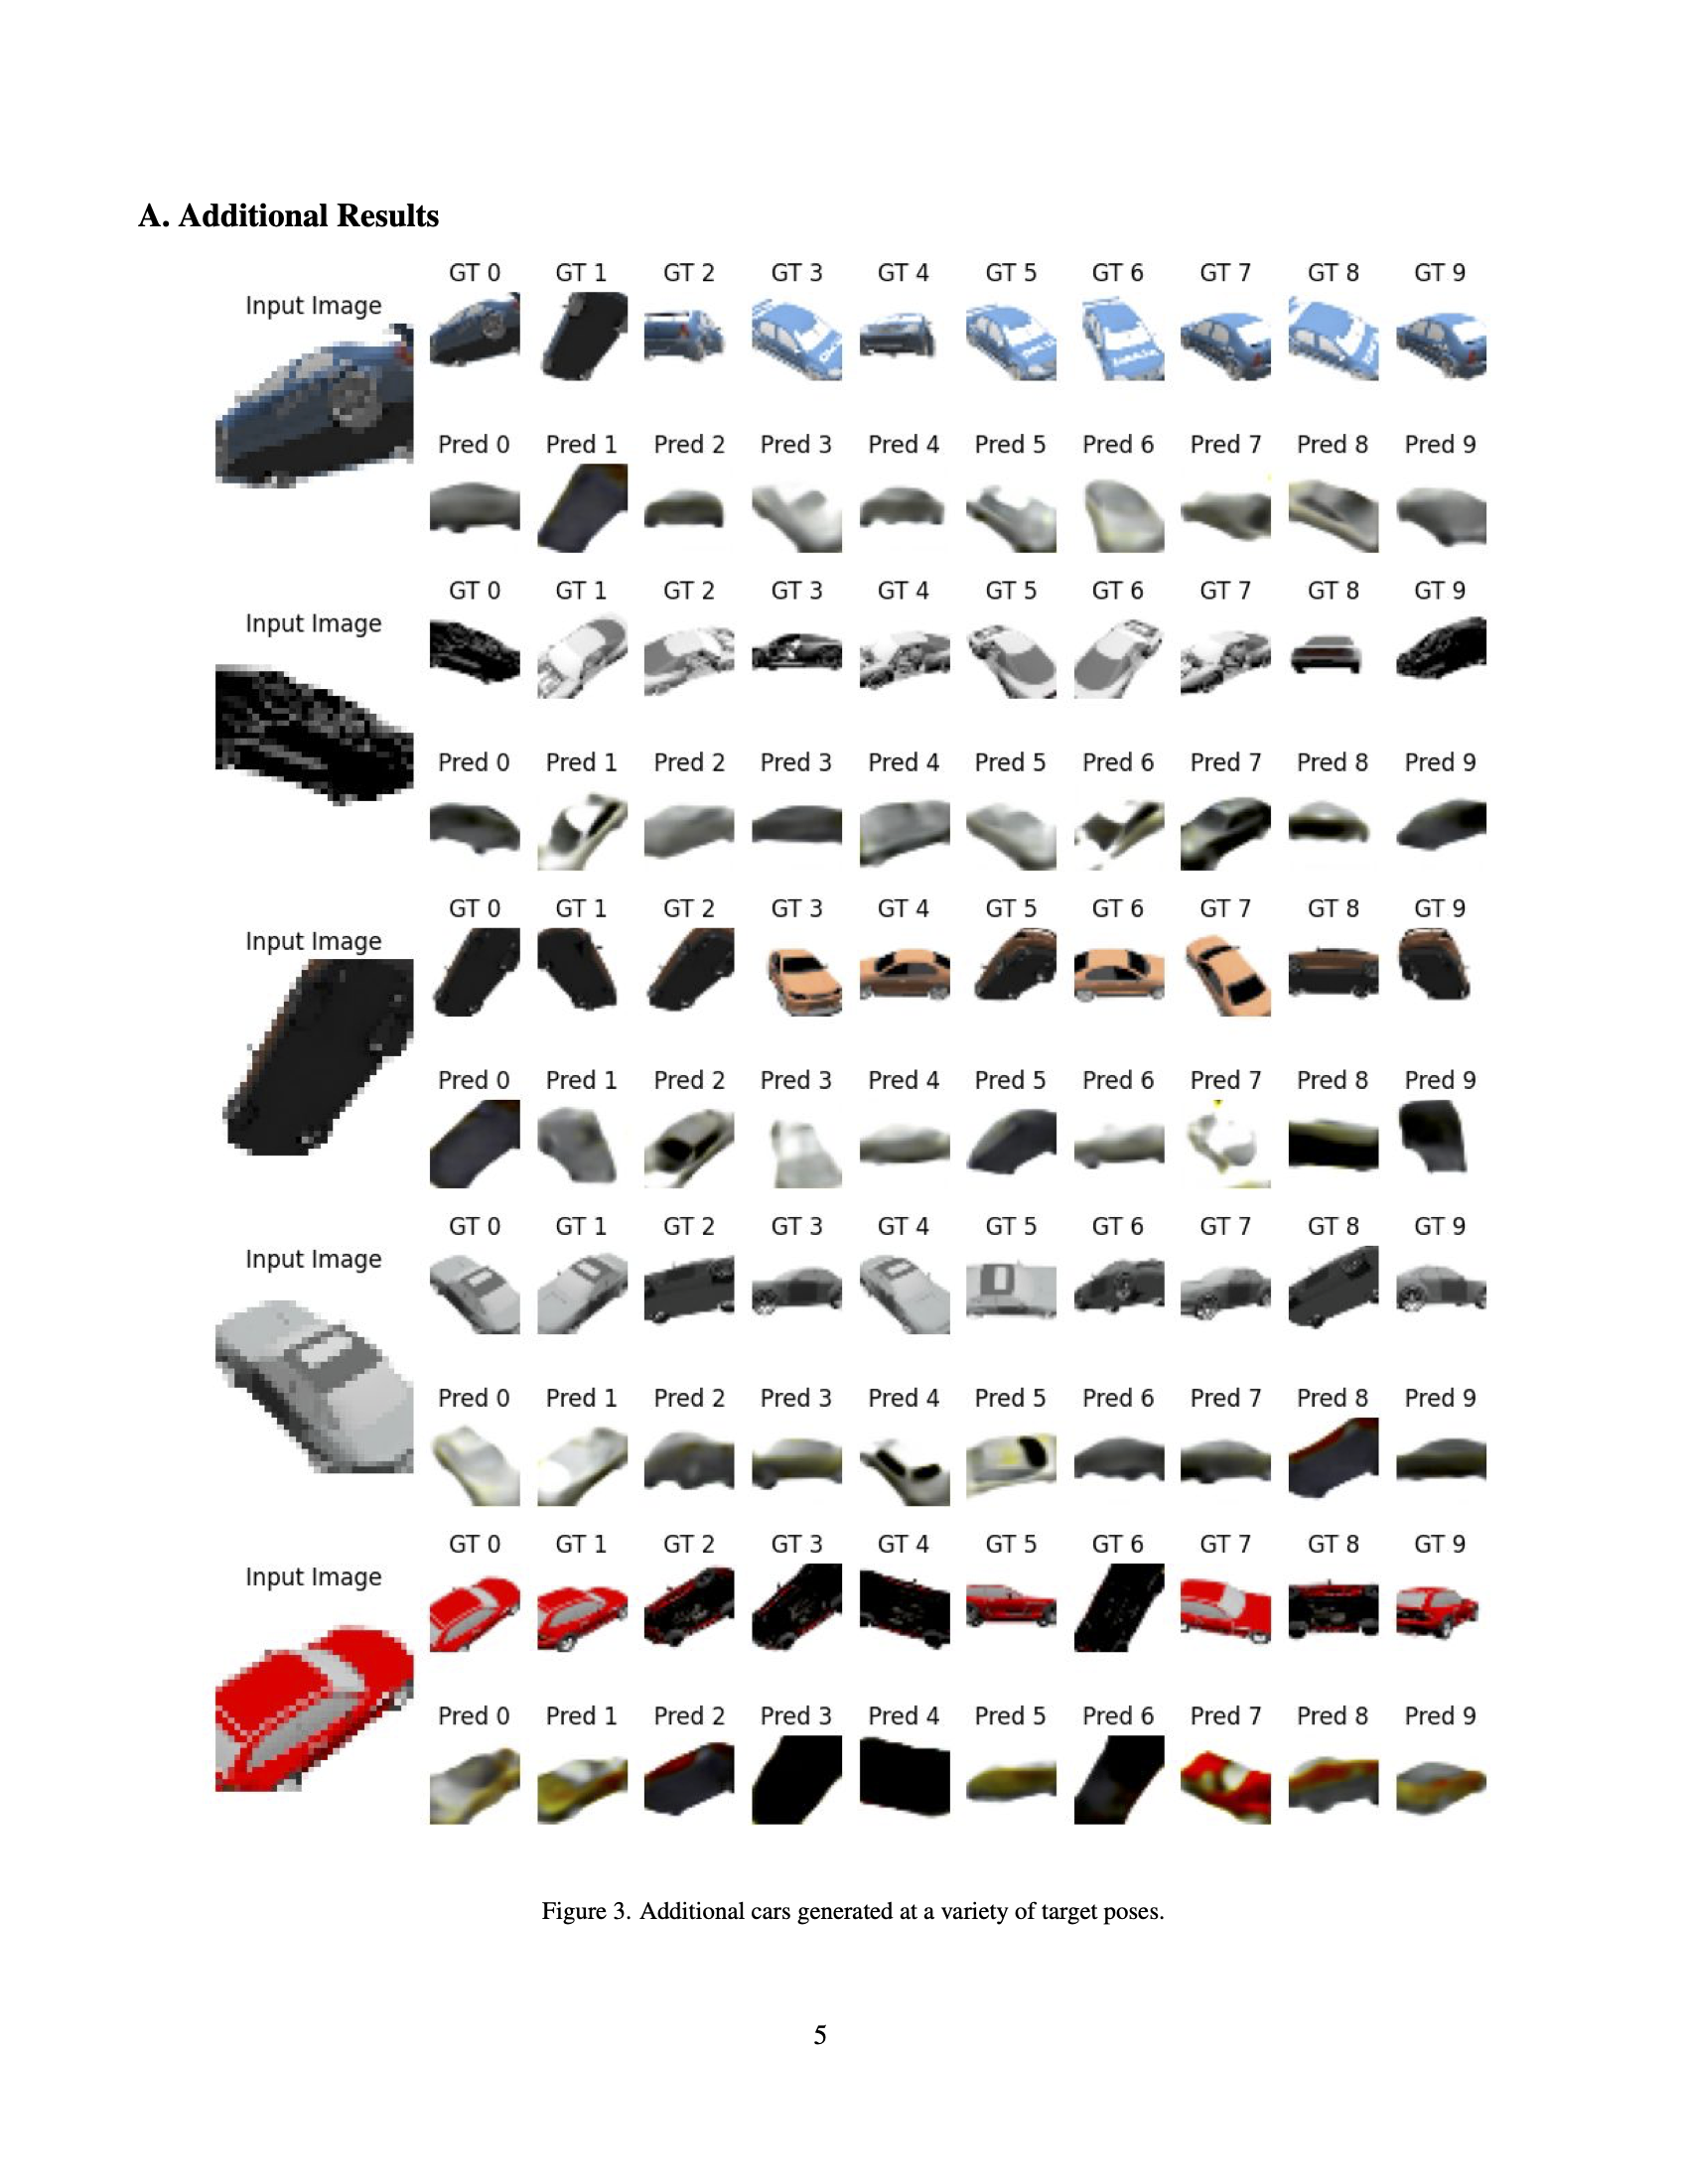 A. Additional Results
GT 0 GT 1 GT 2 GT 3 GT 4 GT 5 GT 6 GT 7 GT 8 GT 9
Input Image
Pred 0 Pred 1 Pred 2 Pred 3 Pred 4 Pred 5 Pred 6 Pred 7 Pred 8 Pred 9
GT 0 GT 1 GT 2 GT 3 GT 4 GT 5 GT 6 GT 7 GT 8 GT 9
Input Image
Pred 0 Pred 1 Pred 2 Pred 3 Pred 4 Pred 5 Pred 6 Pred 7 Pred 8 Pred 9
GT 0 GT 1 GT 2 GT 3 GT 4 GT 5 GT 6 GT 7 GT 8 GT 9
Input Image
Pred 0 Pred 1 Pred 2 Pred 3 Pred 4 Pred 5 Pred 6 Pred 7 Pred 8 Pred 9
GT 0 GT 1 GT 2 GT 3 GT 4 GT 5 GT 6 GT 7 GT 8 GT 9
Input Image
Pred 0 Pred 1 Pred 2 Pred 3 Pred 4 Pred 5 Pred 6 Pred 7 Pred 8 Pred 9
GT 0 GT 1 GT 2 GT 3 GT 4 GT 5 GT 6 GT 7 GT 8 GT 9
Input Image
Pred 0 Pred 1 Pred 2 Pred 3 Pred 4 Pred 5 Pred 6 Pred 7 Pred 8 Pred 9
Figure 3. Additional cars generated at a variety of target poses.
5